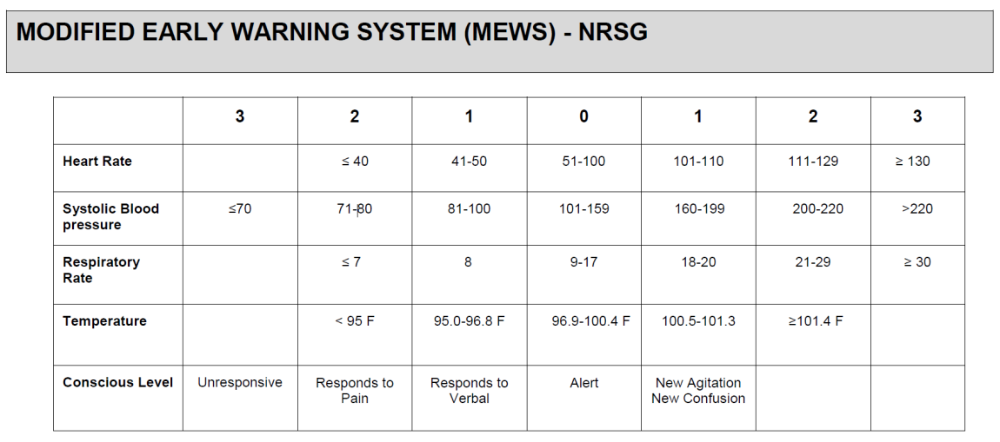 MODIFIED EARLY WARNING SYSTEM (MEWS) - NRSG
3 2 1 0 1 2 3
Heart Rate ≤ 40 41-50 51-100 101-110 111-129 ≥ 130
Systolic Blood pressure ≤70 71-80 81-100 101-159 160-199 200-220 >220
Respiratory Rate ≤ 7 8 9-17 18-20 21-29 ≥ 30
Temperature < 95 F 95.0-96.8 F 96.9-100.4 F 100.5-101.3 ≥101.4 F
Conscious Level Unresponsive Responds to Pain Responds to Verbal Alert New Agitation New Confusion